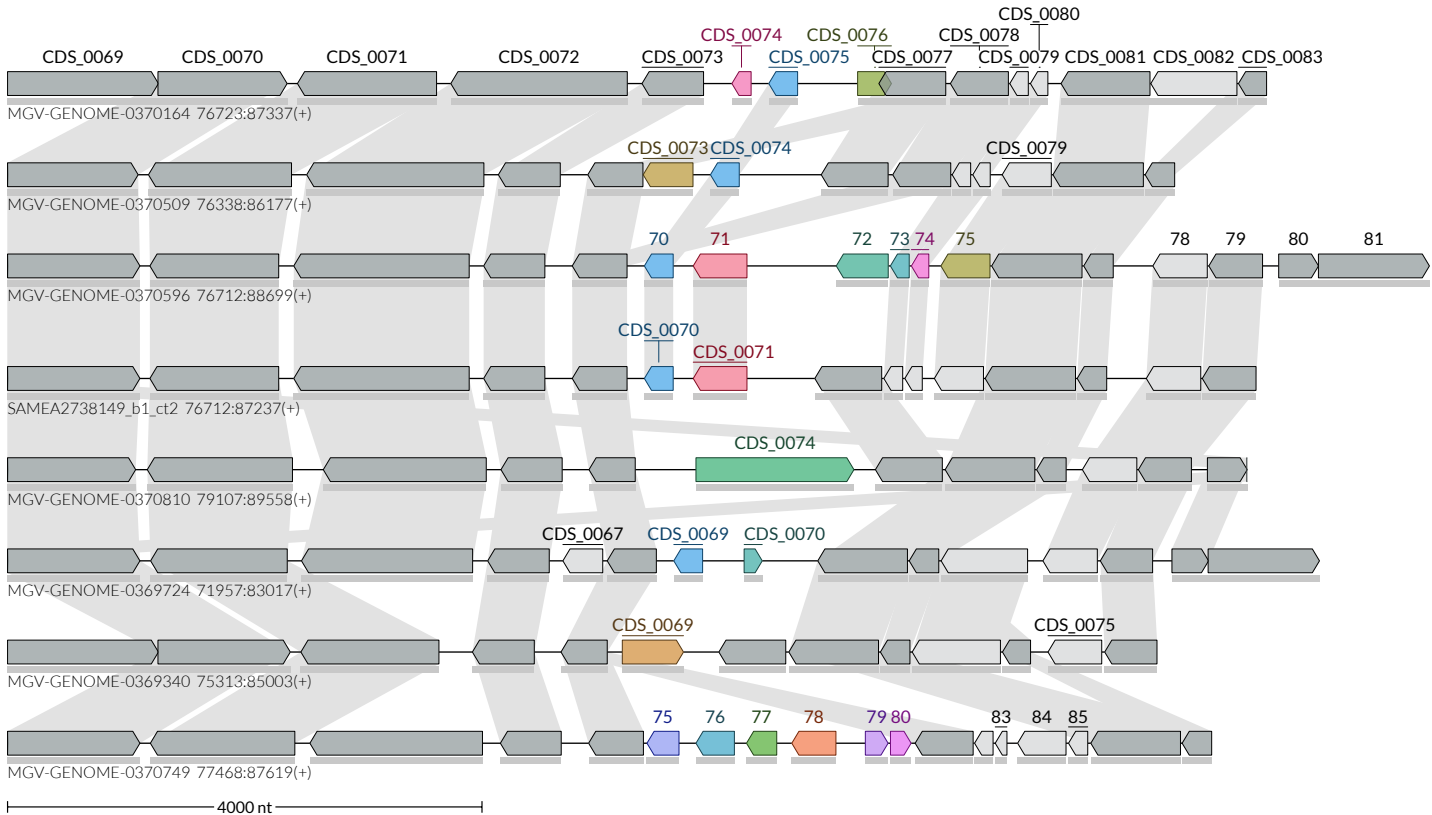 CDS_0080
CDS_0074 CDS_0076 CDS_0078
CDS_0069 CDS_0070 CDS_0071 CDS_0072 CDS_0073 CDS_0075 CDS_0077 CDS_0079 CDS_0081 CDS_0082 CDS_0083
MGV-GENOME-0370164 76723:87337(+)
CDS_0073 CDS_0074 CDS_0079
MGV-GENOME-0370509 76338:86177(+)
70 71 72 73 74 75 78 79 80 81
MGV-GENOME-0370596 76712:88699(+)
CDS_0070
CDS_0071
SAMEA2738149_b1_ct2 76712:87237(+)
CDS_0074
MGV-GENOME-0370810 79107:89558(+)
CDS_0067 CDS_0069 CDS_0070
MGV-GENOME-0369724 71957:83017(+)
CDS_0069 CDS_0075
MGV-GENOME-0369340 75313:85003(+)
75 76 77 78 79 80 83 84 85
MGV-GENOME-0370749 77468:87619(+)
4000 nt